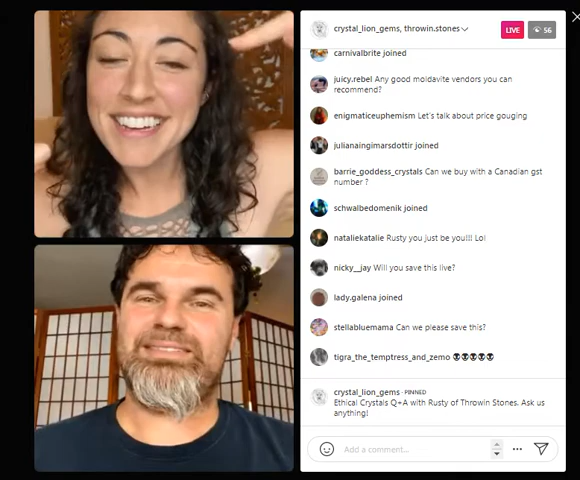 crystal_lion_gems, throwin.stones
LIVE
56
carnivalbrite joined
juicy.rebel Any good moldavite vendors you can
recommend?
enigmaticeuphemism Let's talk about price gouging
julianaingimarsdottir joined
barrie_goddess_crystals Can we buy with a Canadian gst
number ?
schwalbedomenik joined
nataliekatalie Rusty you just be you!!! Lol
nicky__jay Will you save this live?
lady.galena joined
stellabluemama Can we please save this?
tigra_the_temptress_and_zemo 👽👽👽👽👽
crystal_lion_gems · PINNED
Ethical Crystals Q+A with Rusty of Throwin Stones. Ask us
anything!
Add a comment...